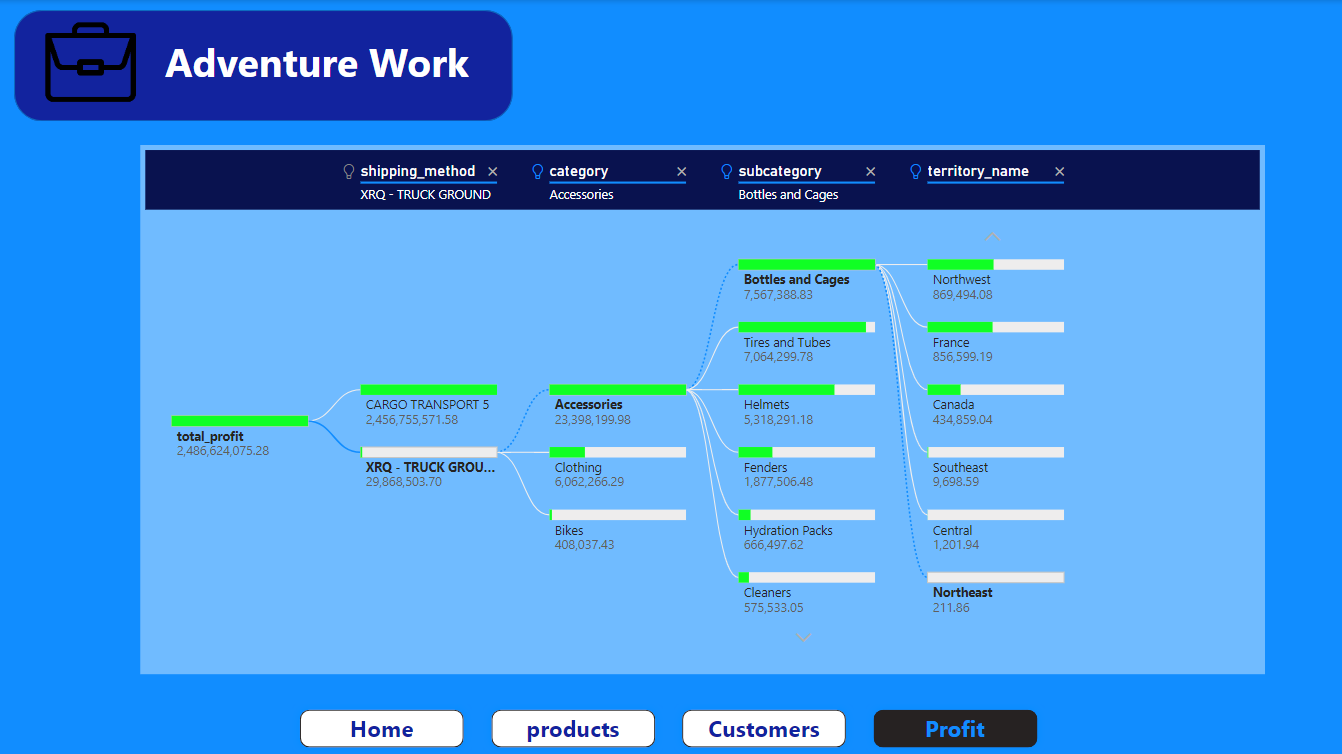 Adventure Work
shipping_method
XRQ - TRUCK GROUND
category
Accessories
subcategory
Bottles and Cages
territory_name
total_profit
2,486,624,075.28
CARGO TRANSPORT 5
2,456,755,571.58
XRQ - TRUCK GROU...
29,868,503.70
Accessories
23,398,199.98
Clothing
6,062,266.29
Bikes
408,037.43
Bottles and Cages
7,567,388.83
Tires and Tubes
7,064,299.78
Helmets
5,318,291.18
Fenders
1,877,506.48
Hydration Packs
666,497.62
Cleaners
575,533.05
Northwest
869,494.08
France
856,599.19
Canada
434,859.04
Southeast
9,698.59
Central
1,201.94
Northeast
211.86
Home
products
Customers
Profit